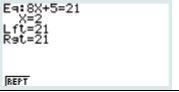 Eq:8X+5=21
X=2
Lft=21
Rgt=21
REPT